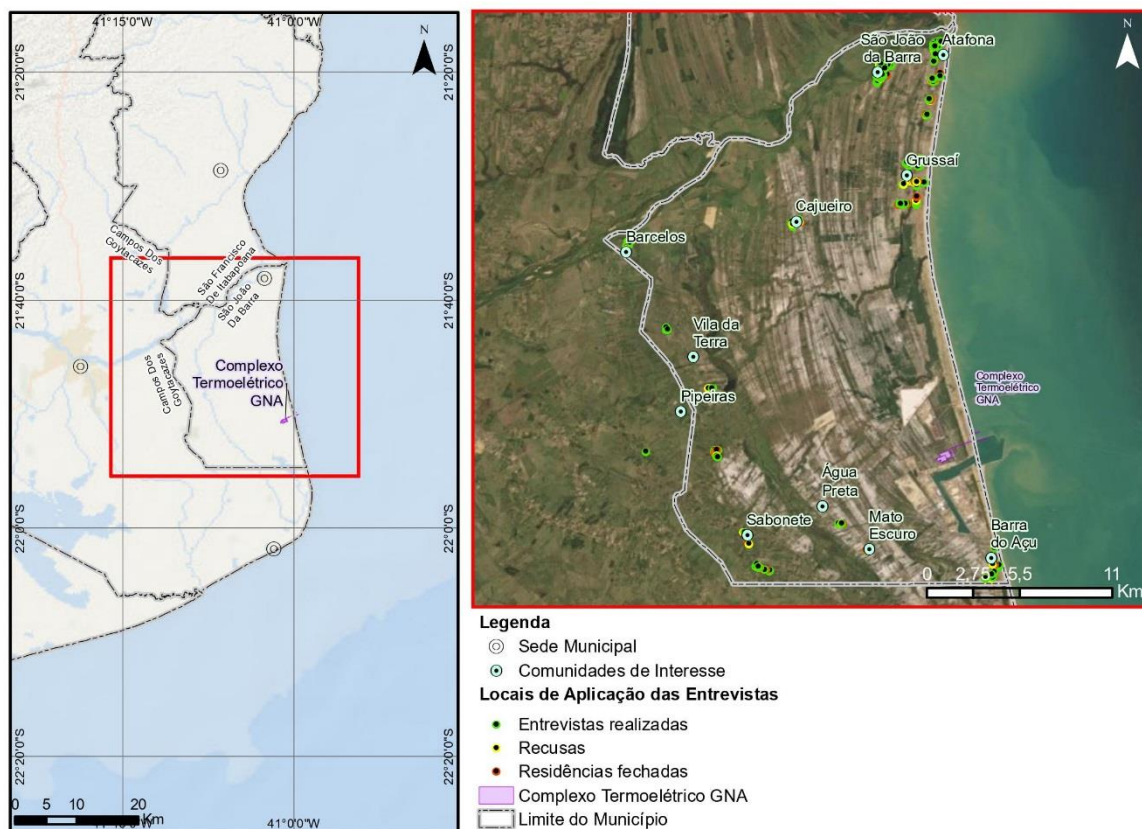 41°15'0"W
41°0'0"W
N
21°20'0"S
21°20'0"S
21°40'0"S
21°40'0"S
22°0'0"S
22°0'0"S
22°20'0"S
22°20'0"S
Campos Dos
Goytacazes
São Francisco
De Itabapoana
São João
Da Barra
Campos Dos
Goytacazes
Complexo
Termoelétrico
GNA
0 5 10 20
Km
41°0'0"W
N
São João
da Barra
Atafona
Grussaí
Cajueiro
Barcelos
Vila da
Terra
Pipeiras
Complexo
Termoelétrico
GNA
Água
Preta
Sabonete
Mato
Escuro
Barra
do Açu
0 2,75 5,5 11
Km
Legenda
Sede Municipal
Comunidades de Interesse
Locais de Aplicação das Entrevistas
Entrevistas realizadas
Recusas
Residências fechadas
Complexo Termoelétrico GNA
Limite do Município